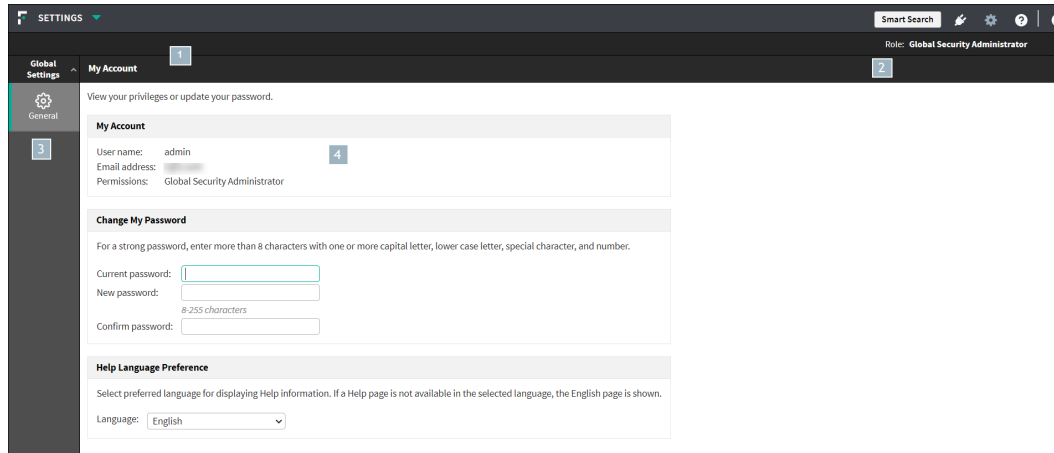 SETTINGS
Smart Search
?
Role: Global Security Administrator
1
2
Global
Settings
My Account
General
3
View your privileges or update your password.
My Account
User name: admin
4
Email address:
Permissions: Global Security Administrator
Change My Password
For a strong password, enter more than 8 characters with one or more capital letter, lower case letter, special character, and number.
Current password:
New password:
8-255 characters
Confirm password:
Help Language Preference
Select preferred language for displaying Help information. If a Help page is not available in the selected language, the English page is shown.
Language: English